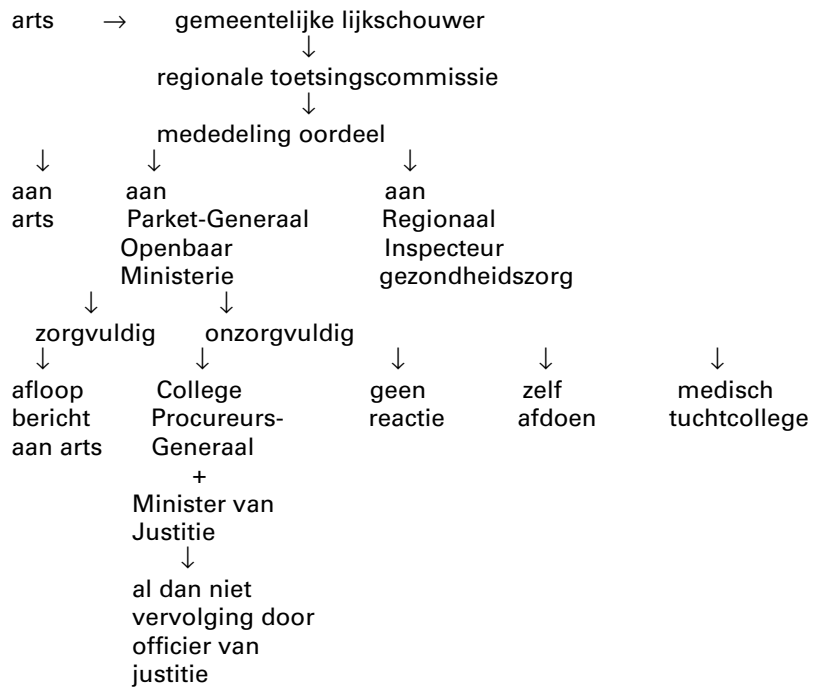 arts → gemeentelijke lijkschouwer
↓
regionale toetsingscommissie
↓
mededeling oordeel
↓ ↓ ↓
aan aan aan
arts Parket-Generaal Regionaal
Openbaar Inspecteur
Ministerie gezondheidszorg
↓ ↓
zorgvuldig onzorgvuldig
↓ ↓ ↓ ↓ ↓
afloop College geen zelf medisch
bericht Procureurs- reactie afdoen tuchtcollege
aan arts Generaal
+
Minister van
Justitie
↓
al dan niet
vervolging door
officier van
justitie